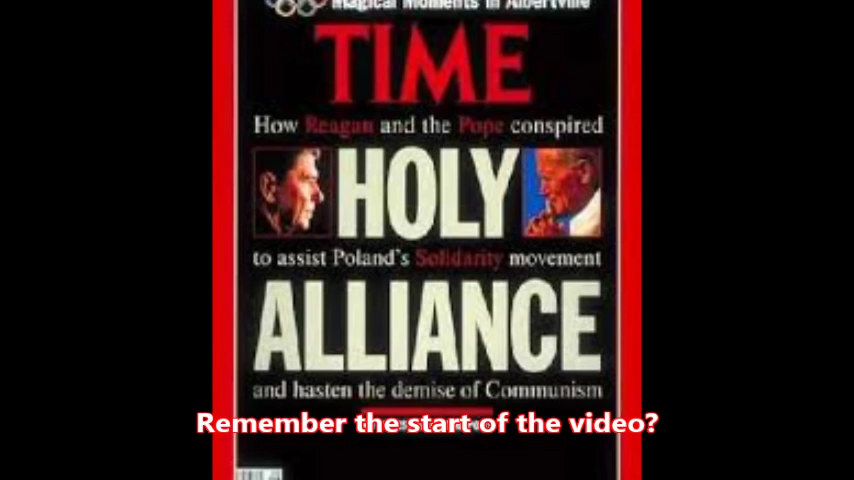 Magical Moments in Albertville
TIME
How Reagan and the Pope conspired
HOLY
to assist Poland's Solidarity movement
ALLIANCE
and hasten the demise of Communism
Remember the start of the video?